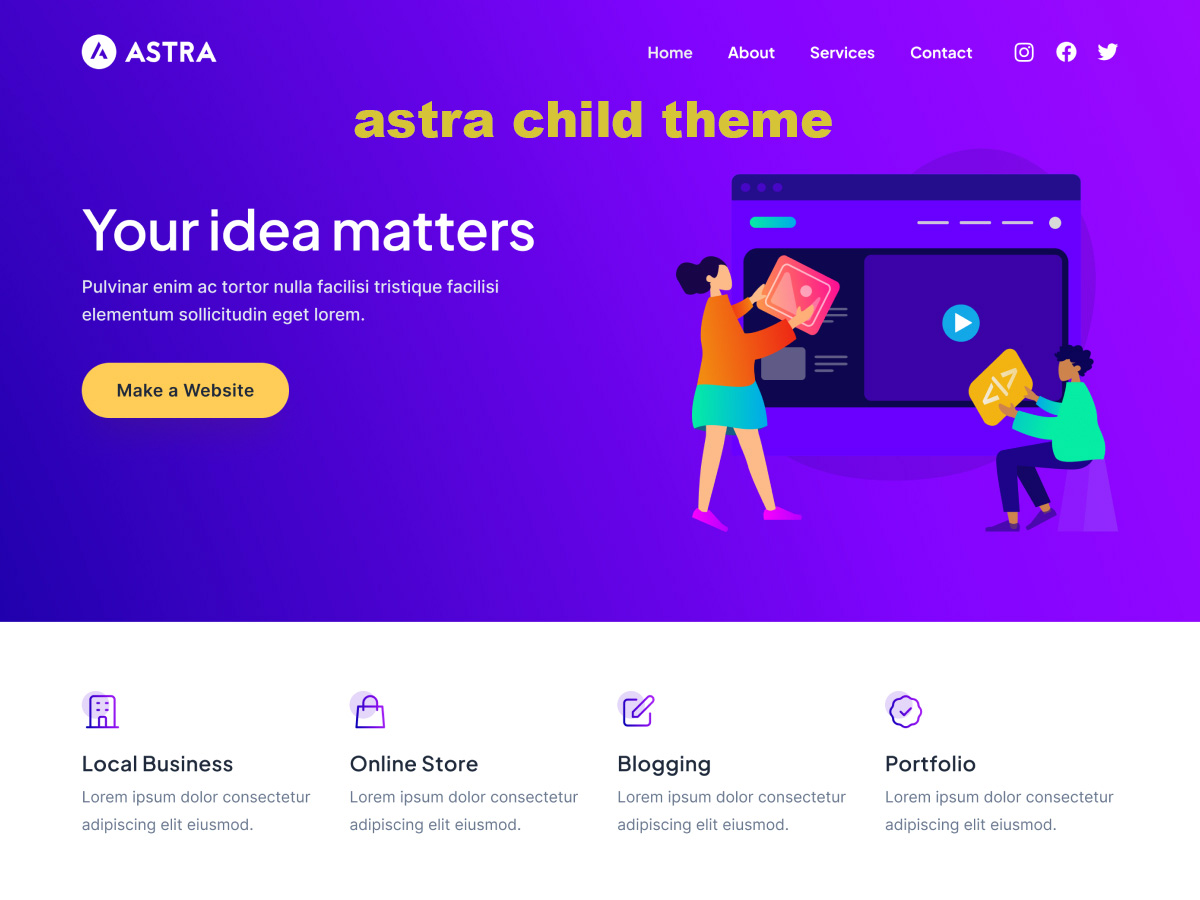 ASTRA
Home About Services Contact
astra child theme
Your idea matters
Pulvinar enim ac tortor nulla facilisi tristique facilisi
elementum sollicitudin eget lorem.
</>
Make a Website
Local Business
Lorem ipsum dolor consectetur
adipiscing elit eiusmod.
Online Store
Lorem ipsum dolor consectetur
adipiscing elit eiusmod.
Blogging
Lorem ipsum dolor consectetur
adipiscing elit eiusmod.
Portfolio
Lorem ipsum dolor consectetur
adipiscing elit eiusmod.